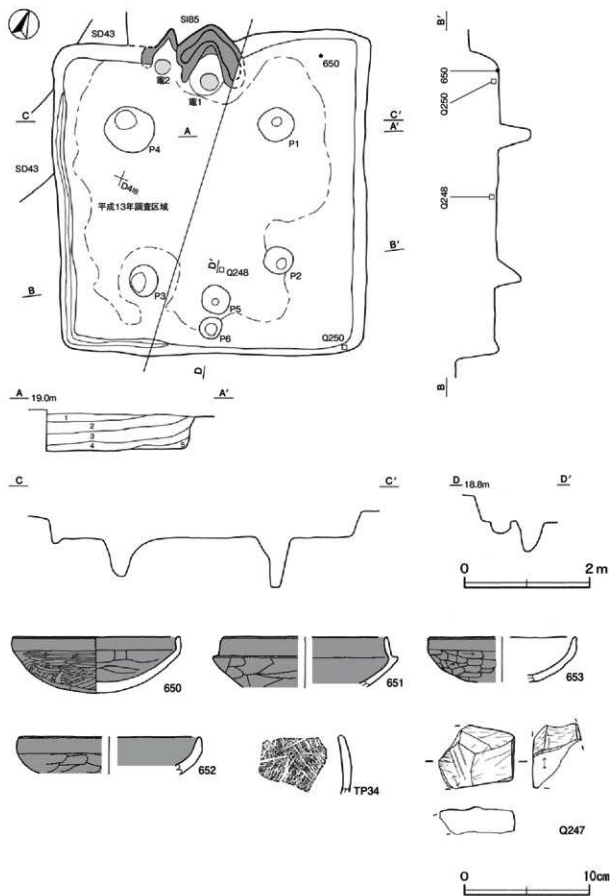 SD43
SI85
650
竈2
竈1
C
C'
A
A'
P4
P1
SD43
D4f8
平成13年調査区域
B'
D'
Q248
P2
B
P3
P5
P6
Q250
D
B'
650
Q250
Q248
B
A 19.0m
A'
1
2
3
4
5
C
C'
D 18.8m
D'
0 2m
650
651
653
652
TP34
Q247
0 10cm